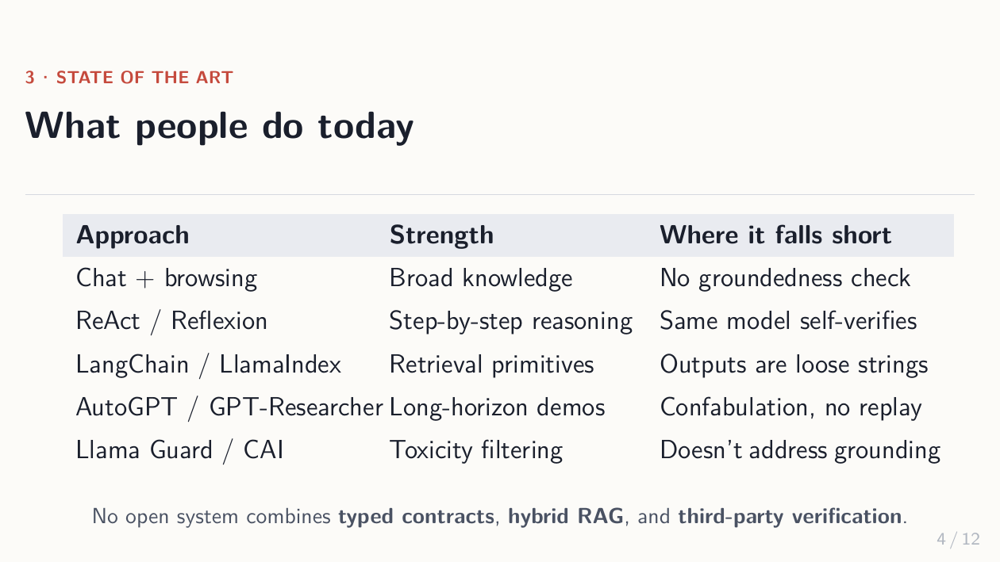 3 · STATE OF THE ART
What people do today
Approach Strength Where it falls short
Chat + browsing Broad knowledge No groundedness check
ReAct / Reflexion Step-by-step reasoning Same model self-verifies
LangChain / LlamaIndex Retrieval primitives Outputs are loose strings
AutoGPT / GPT-Researcher Long-horizon demos Confabulation, no replay
Llama Guard / CAI Toxicity filtering Doesn't address grounding
No open system combines typed contracts, hybrid RAG, and third-party verification.
4 / 12